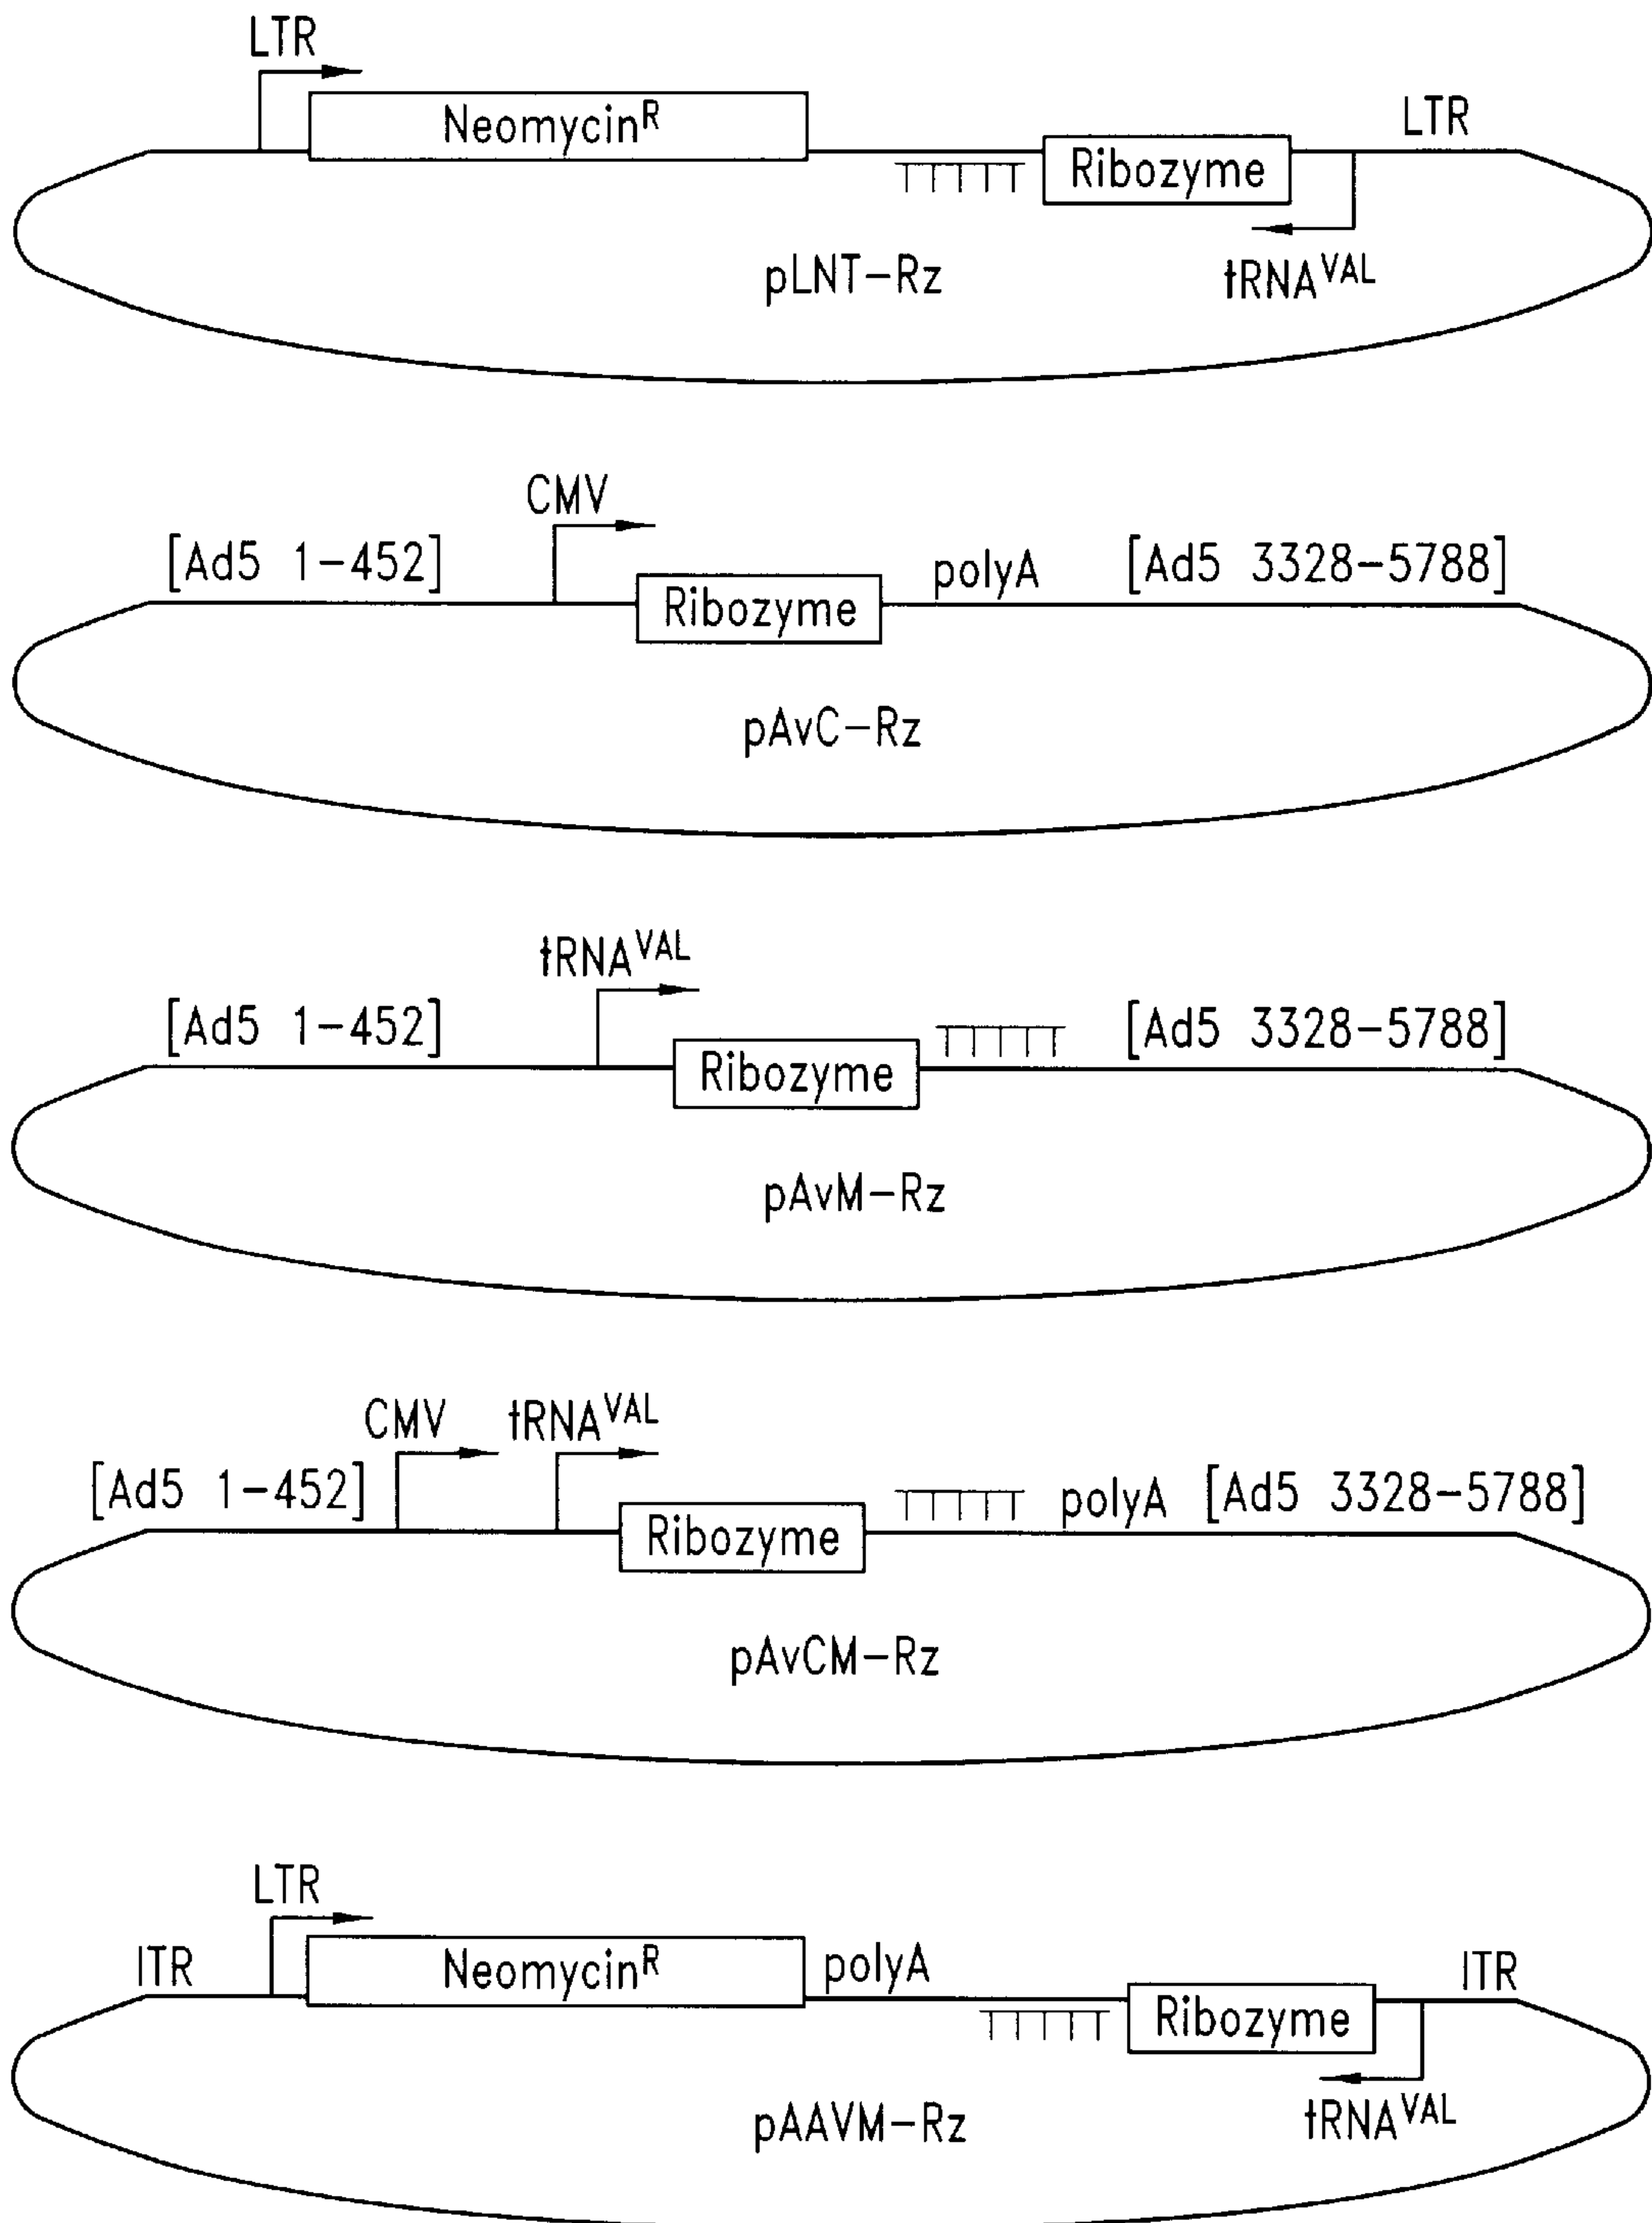 LTR
Neomycin^R
LTR
TTTTT
Ribozyme
pLNT-Rz
tRNA^VAL
CMV
[Ad5 1-452]
polyA
[Ad5 3328-5788]
Ribozyme
pAvC-Rz
tRNA^VAL
[Ad5 1-452]
TTTTT
[Ad5 3328-5788]
Ribozyme
pAvM-Rz
CMV
tRNA^VAL
[Ad5 1-452]
TTTTT
polyA
[Ad5 3328-5788]
Ribozyme
pAvCM-Rz
LTR
ITR
Neomycin^R
polyA
ITR
TTTTT
Ribozyme
pAAVM-Rz
tRNA^VAL